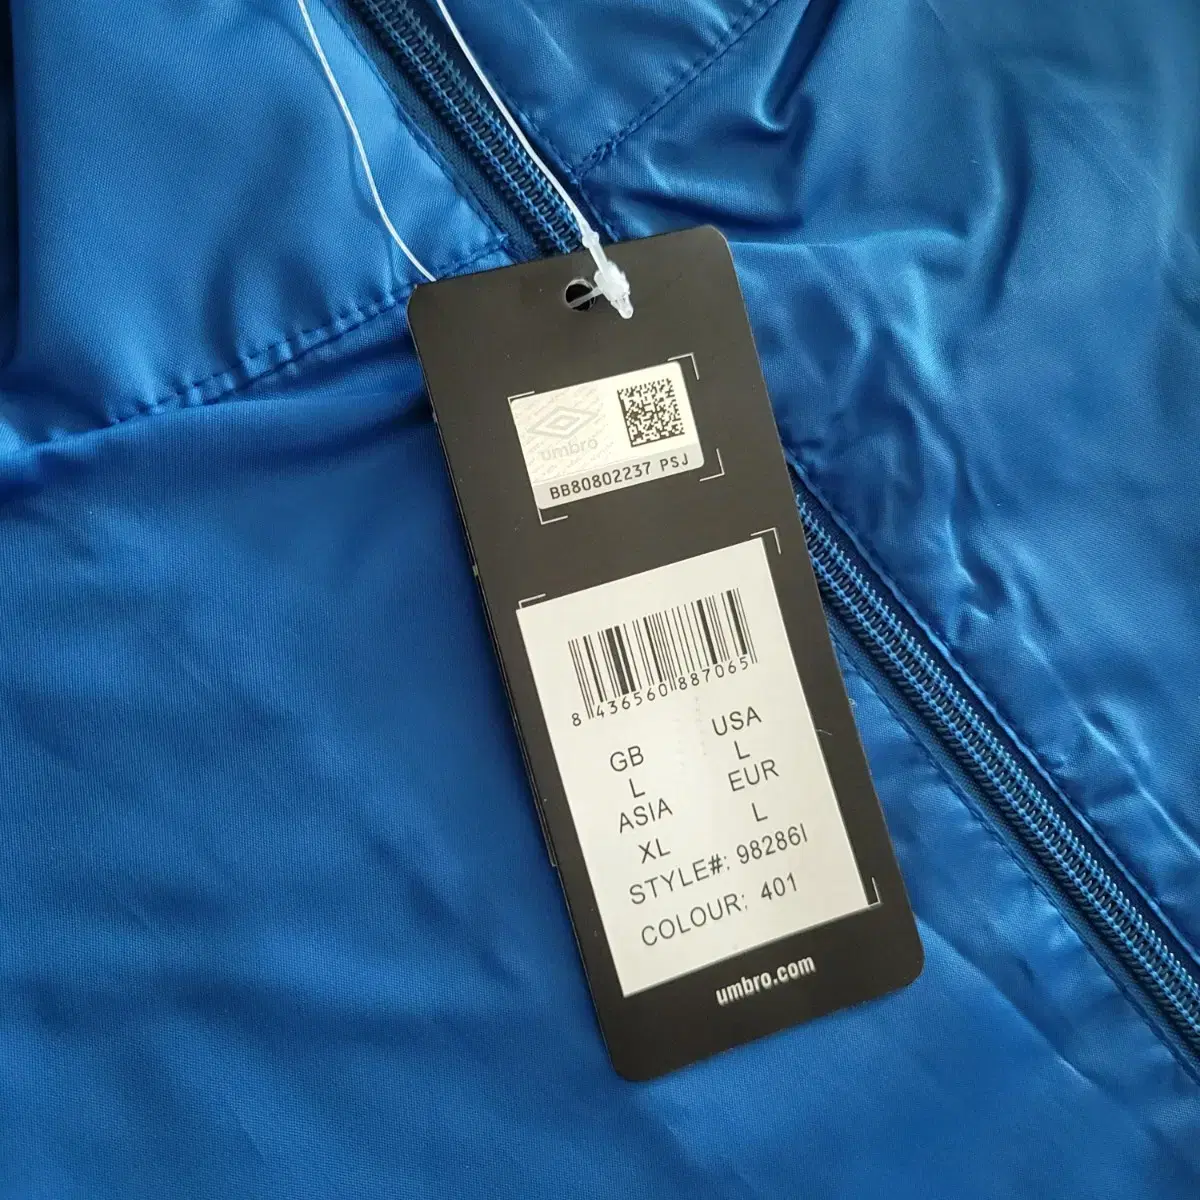 umbro
BB80802237 PSJ
8 436560 887065
GB USA
L L
ASIA EUR
XL L
STYLE#: 98286I
COLOUR: 401
umbro.com